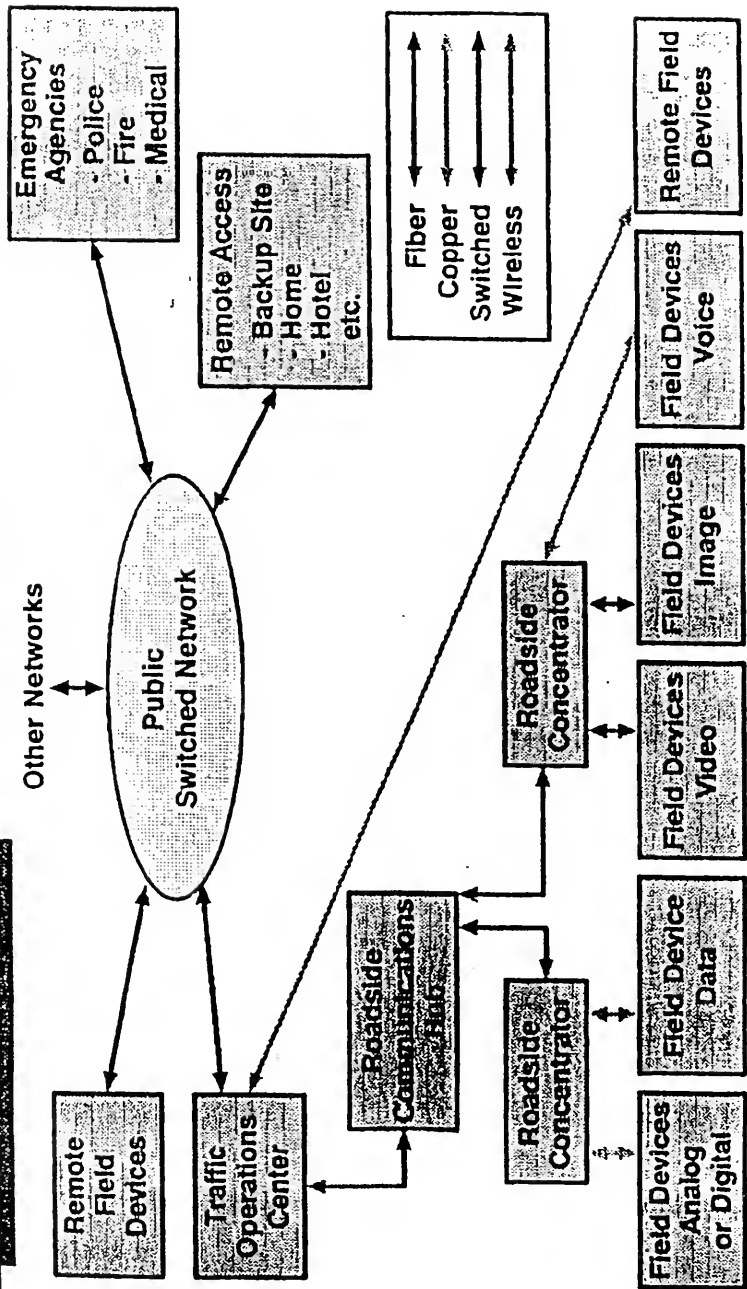 Other Networks
Public
Switched Network
Emergency
Agencies
- Police
- Fire
- Medical
Remote Access
- Backup Site
- Home
- Hotel
etc.
Remote
Field
Devices
Traffic
Operations
Center
Fiber
Copper
Switched
Wireless
Roadside
Communications
Hub
Roadside
Concentrator
Roadside
Concentrator
Field Devices
Analog
or Digital
Field Device
Data
Field Devices
Video
Field Devices
Image
Field Devices
Voice
Remote Field
Devices